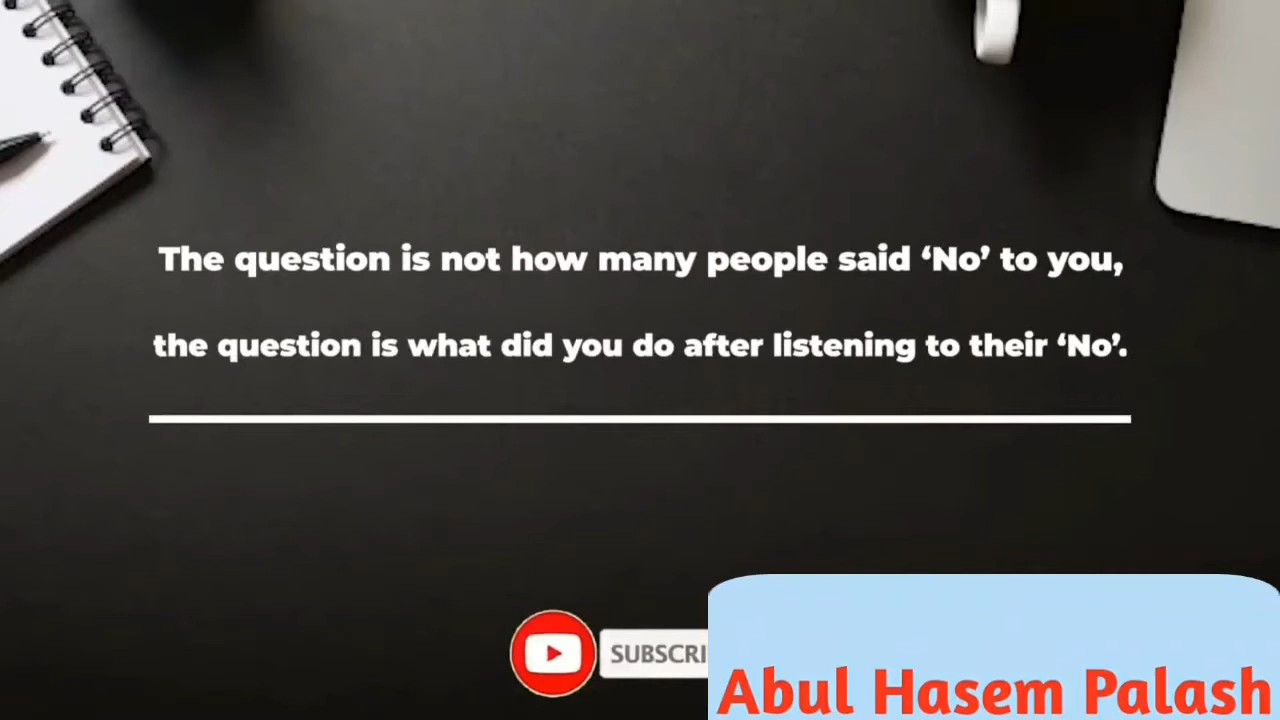 The question is not how many people said ‘No’ to you,
the question is what did you do after listening to their ‘No’.
SUBSCRI
Abul Hasem Palash